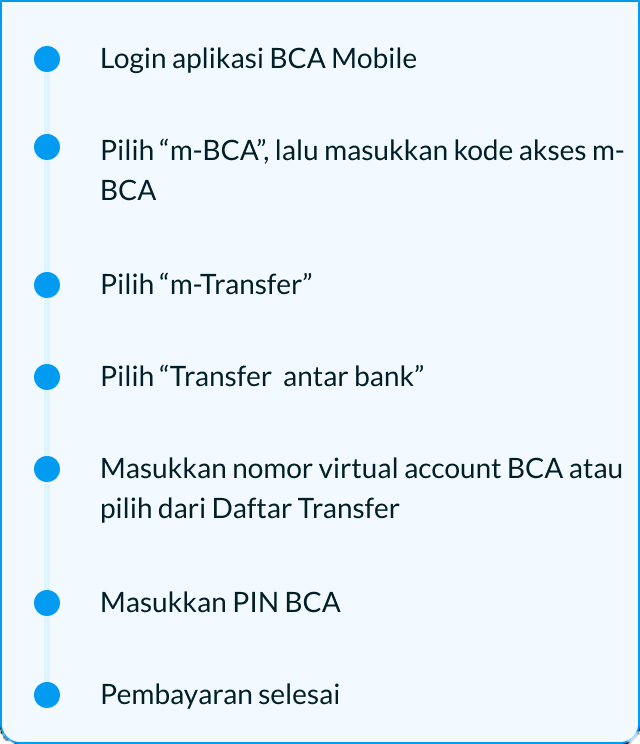 Login aplikasi BCA Mobile
Pilih “m-BCA”, lalu masukkan kode akses m-
BCA
Pilih “m-Transfer”
Pilih “Transfer  antar bank”
Masukkan nomor virtual account BCA atau
pilih dari Daftar Transfer
Masukkan PIN BCA
Pembayaran selesai